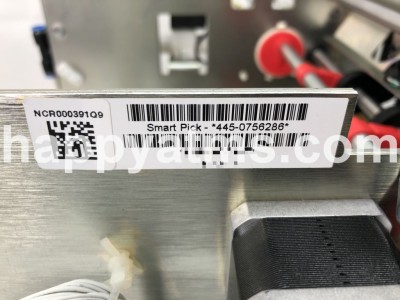 NCR000391Q9
Smart Pick - *445-0756286*
happyatms.com